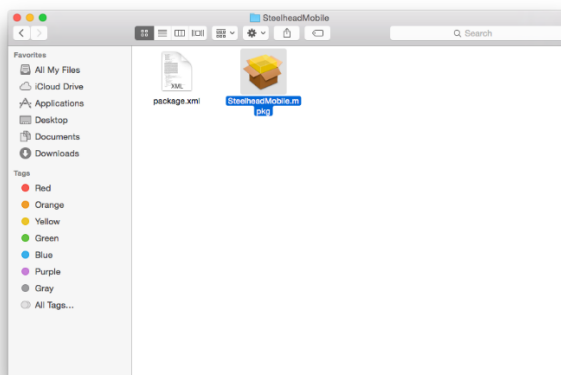 SteelheadMobile
Search
Favorites
All My Files
iCloud Drive
Applications
Desktop
Documents
Downloads
Tags
Red
Orange
Yellow
Green
Blue
Purple
Gray
All Tags...
XML
package.xml
SteelheadMobile.m
pkg